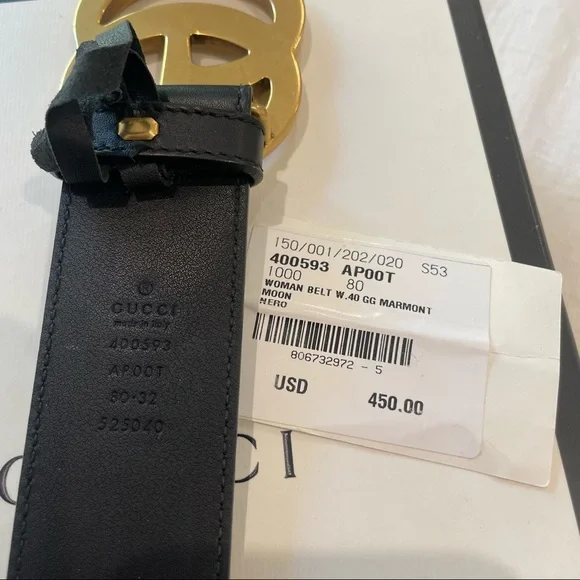 GUCCI
made in italy
400593
AP00T
80·32
525040
150/001/202/020 S53
400593 AP00T
1000 80
WOMAN BELT W.40 GG MARMONT
MOON
NERO
806732972 - 5
USD 450.00
GUCCI